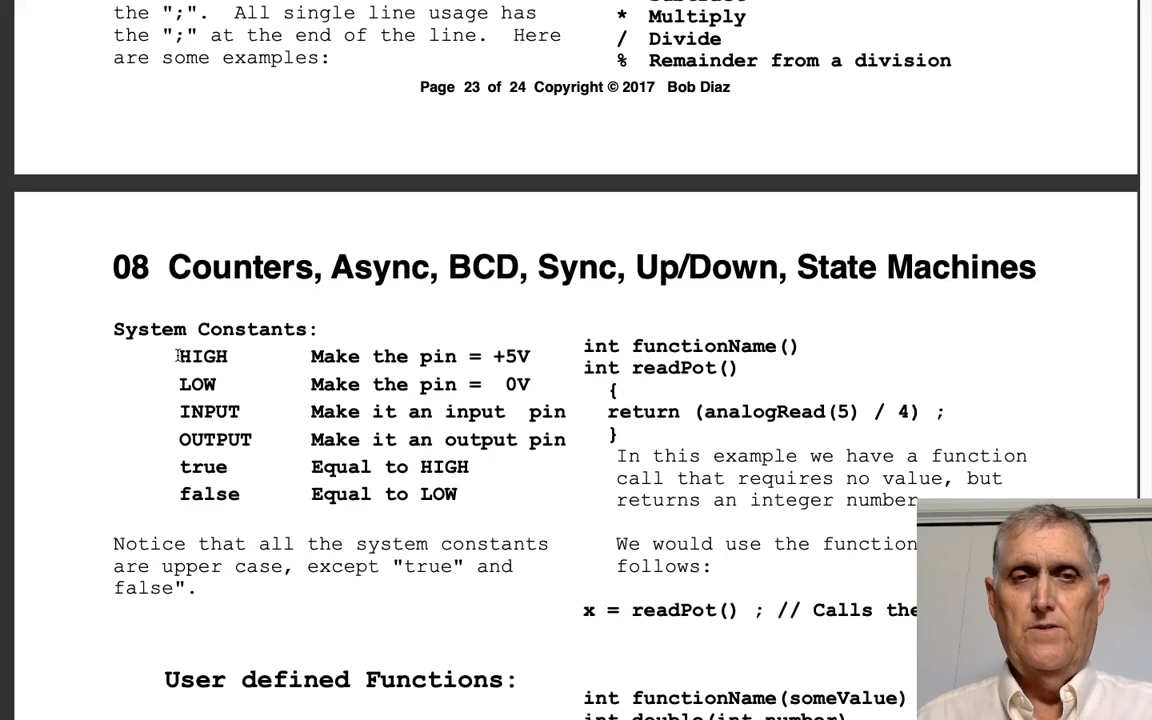 the ";".  All single line usage has
the ";" at the end of the line.  Here
are some examples:
* Multiply
/ Divide
% Remainder from a division
Page 23 of 24 Copyright © 2017 Bob Diaz
08 Counters, Async, BCD, Sync, Up/Down, State Machines
System Constants:
HIGH Make the pin = +5V
LOW Make the pin = 0V
INPUT Make it an input pin
OUTPUT Make it an output pin
true Equal to HIGH
false Equal to LOW
Notice that all the system constants
are upper case, except "true" and
false".
User defined Functions:
int functionName()
int readPot()
{
return (analogRead(5) / 4) ;
}
In this example we have a function
call that requires no value, but
returns an integer number
We would use the function
follows:
x = readPot() ; // Calls the
int functionName(someValue)
int double(int number)